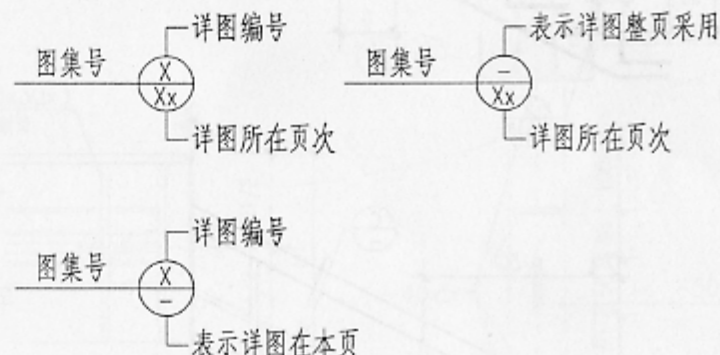 详图编号
图集号
X
Xx
详图所在页次
表示详图整页采用
图集号
–
Xx
详图所在页次
详图编号
图集号
X
–
表示详图在本页